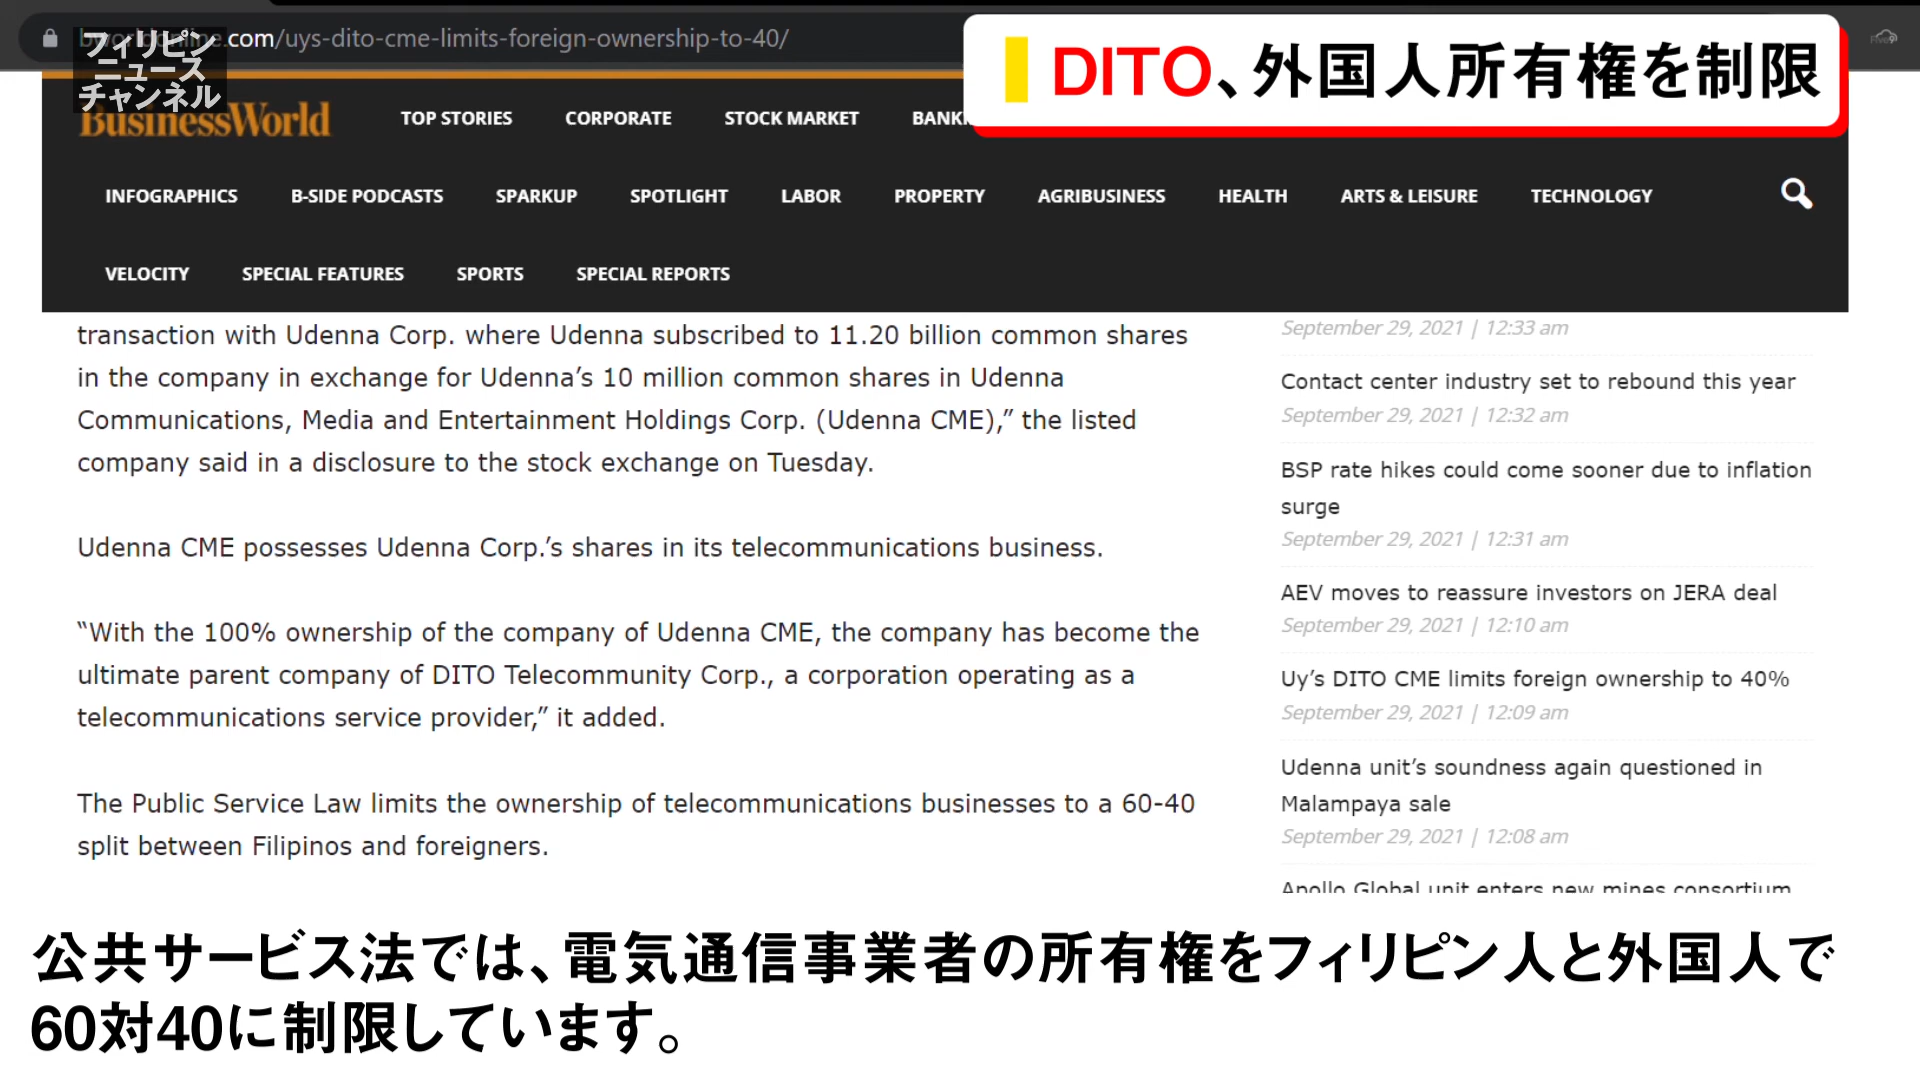 bworldonline.com/uys-dito-cme-limits-foreign-ownership-to-40/
フィリピン
ニュース
チャンネル
DITO、外国人所有権を制限
BusinessWorld
TOP STORIES CORPORATE STOCK MARKET
INFOGRAPHICS B-SIDE PODCASTS SPARKUP SPOTLIGHT LABOR PROPERTY AGRIBUSINESS HEALTH ARTS & LEISURE TECHNOLOGY
VELOCITY SPECIAL FEATURES SPORTS SPECIAL REPORTS
transaction with Udenna Corp. where Udenna subscribed to 11.20 billion common shares
in the company in exchange for Udenna’s 10 million common shares in Udenna
Communications, Media and Entertainment Holdings Corp. (Udenna CME),” the listed
company said in a disclosure to the stock exchange on Tuesday.
Udenna CME possesses Udenna Corp.’s shares in its telecommunications business.
“With the 100% ownership of the company of Udenna CME, the company has become the
ultimate parent company of DITO Telecommunity Corp., a corporation operating as a
telecommunications service provider,” it added.
The Public Service Law limits the ownership of telecommunications businesses to a 60-40
split between Filipinos and foreigners.
September 29, 2021 | 12:33 am
Contact center industry set to rebound this year
September 29, 2021 | 12:32 am
BSP rate hikes could come sooner due to inflation
surge
September 29, 2021 | 12:31 am
AEV moves to reassure investors on JERA deal
September 29, 2021 | 12:10 am
Uy’s DITO CME limits foreign ownership to 40%
September 29, 2021 | 12:09 am
Udenna unit’s soundness again questioned in
Malampaya sale
September 29, 2021 | 12:08 am
Apollo Global unit enters new mines consortium
公共サービス法では、電気通信事業者の所有権をフィリピン人と外国人で
60対40に制限しています。